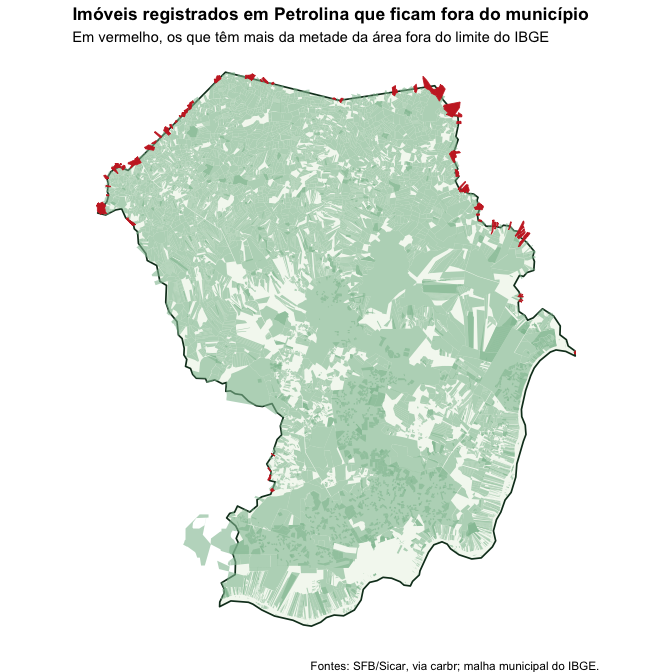 Imóveis registrados em Petrolina que ficam fora do município
Em vermelho, os que têm mais da metade da área fora do limite do IBGE
Fontes: SFB/Sicar, via carbr; malha municipal do IBGE.